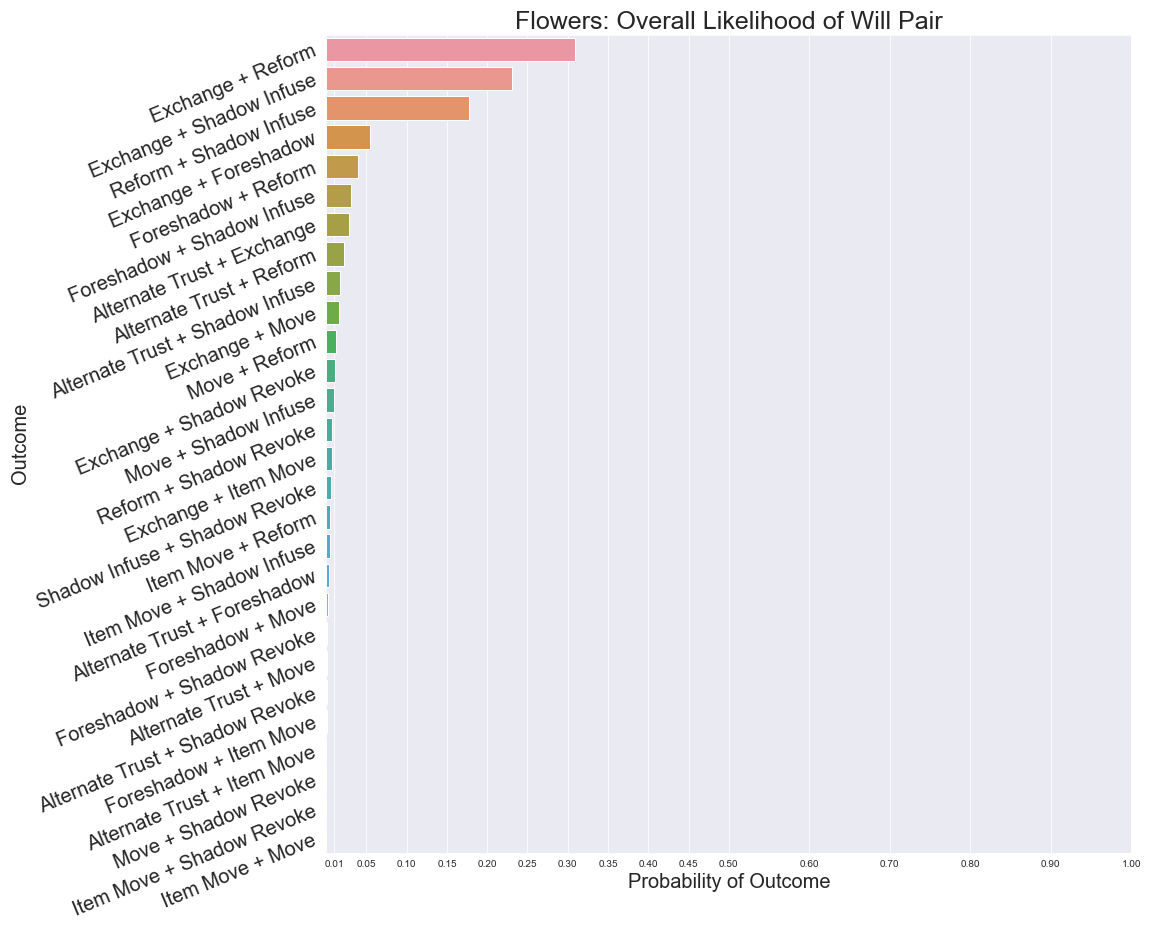 Flowers: Overall Likelihood of Will Pair
Exchange + Reform
Exchange + Shadow Infuse
Reform + Shadow Infuse
Exchange + Foreshadow
Foreshadow + Reform
Foreshadow + Shadow Infuse
Alternate Trust + Exchange
Alternate Trust + Reform
Alternate Trust + Shadow Infuse
Exchange + Move
Move + Reform
Exchange + Shadow Revoke
Move + Shadow Infuse
Reform + Shadow Revoke
Exchange + Item Move
Shadow Infuse + Shadow Revoke
Item Move + Reform
Item Move + Shadow Infuse
Alternate Trust + Foreshadow
Foreshadow + Move
Foreshadow + Shadow Revoke
Alternate Trust + Move
Alternate Trust + Shadow Revoke
Foreshadow + Item Move
Alternate Trust + Item Move
Move + Shadow Revoke
Item Move + Shadow Revoke
Item Move + Move
Outcome
0.01 0.05 0.10 0.15 0.20 0.25 0.30 0.35 0.40 0.45 0.50 0.60 0.70 0.80 0.90 1.00
Probability of Outcome